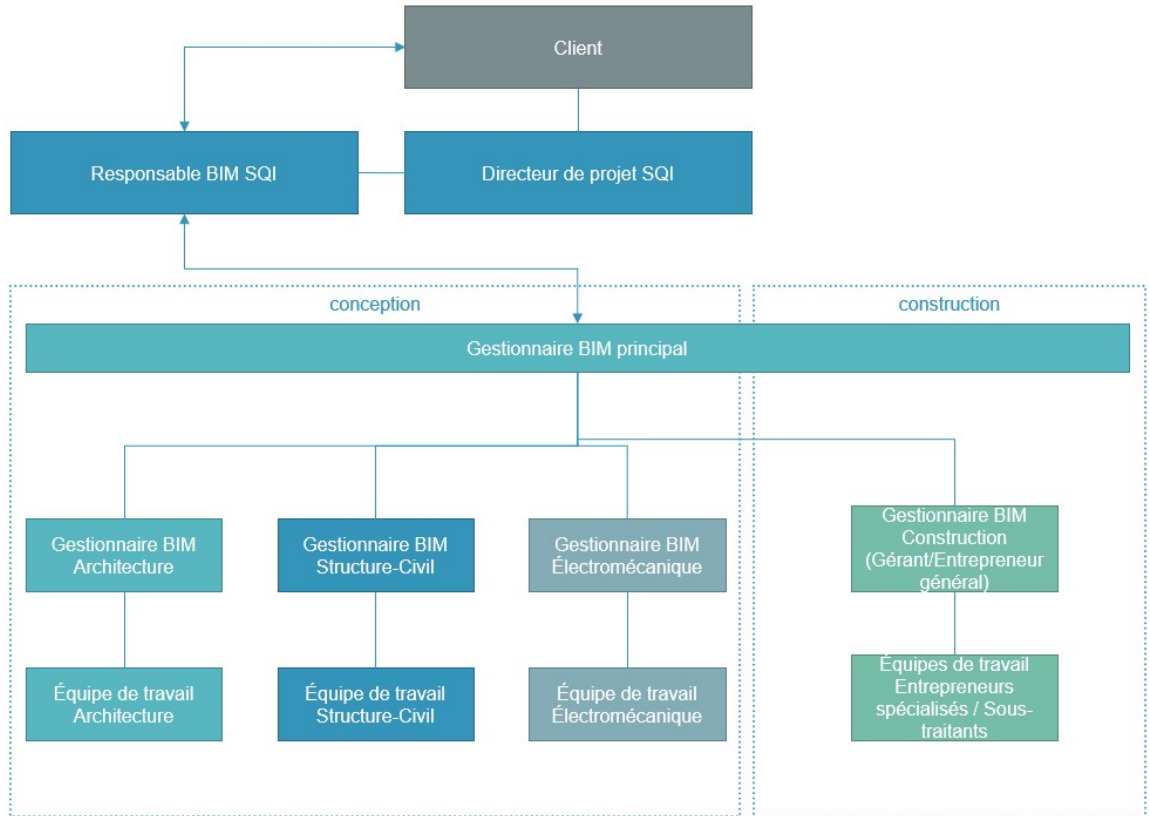 Client
Responsable BIM SQI
Directeur de projet SQI
conception
construction
Gestionnaire BIM principal
Gestionnaire BIM
Architecture
Gestionnaire BIM
Structure-Civil
Gestionnaire BIM
Électromécanique
Gestionnaire BIM
Construction
(Gérant/Entrepreneur
général)
Équipe de travail
Architecture
Équipe de travail
Structure-Civil
Équipe de travail
Électromécanique
Équipes de travail
Entrepreneurs
spécialisés / Sous-
traitants